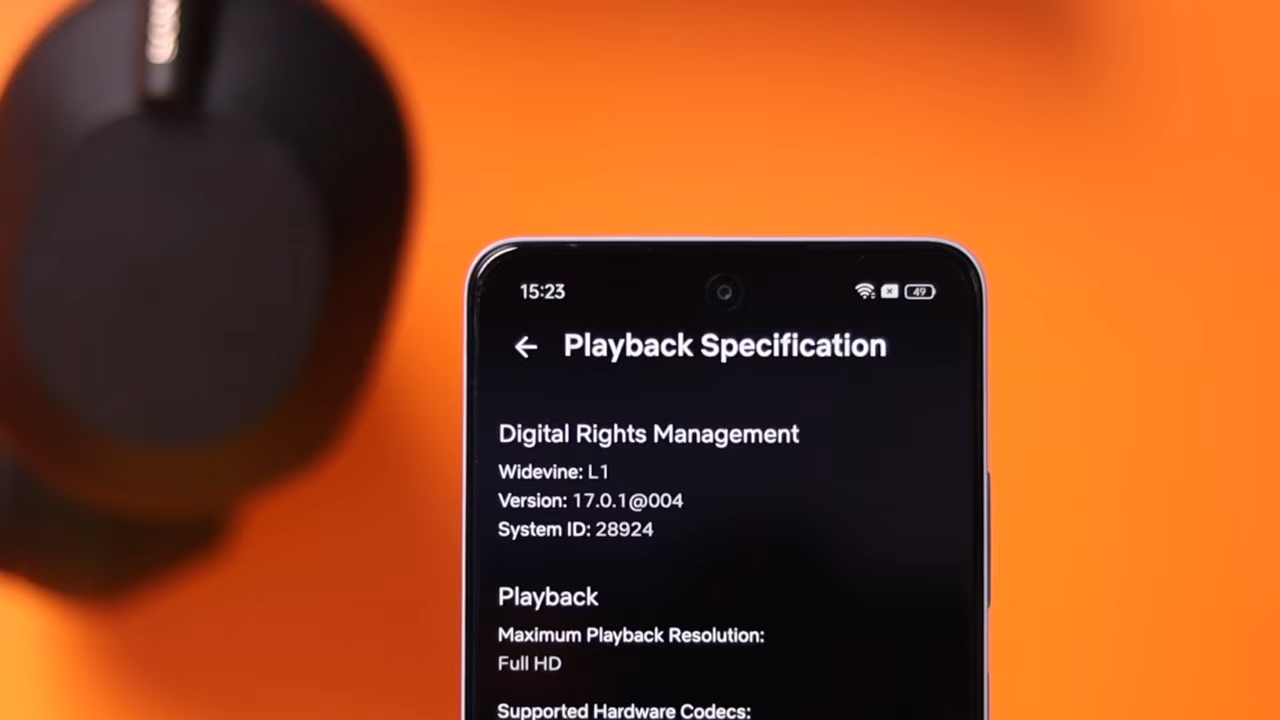 15:23
49
Playback Specification
Digital Rights Management
Widevine: L1
Version: 17.0.1@004
System ID: 28924
Playback
Maximum Playback Resolution:
Full HD
Supported Hardware Codecs: